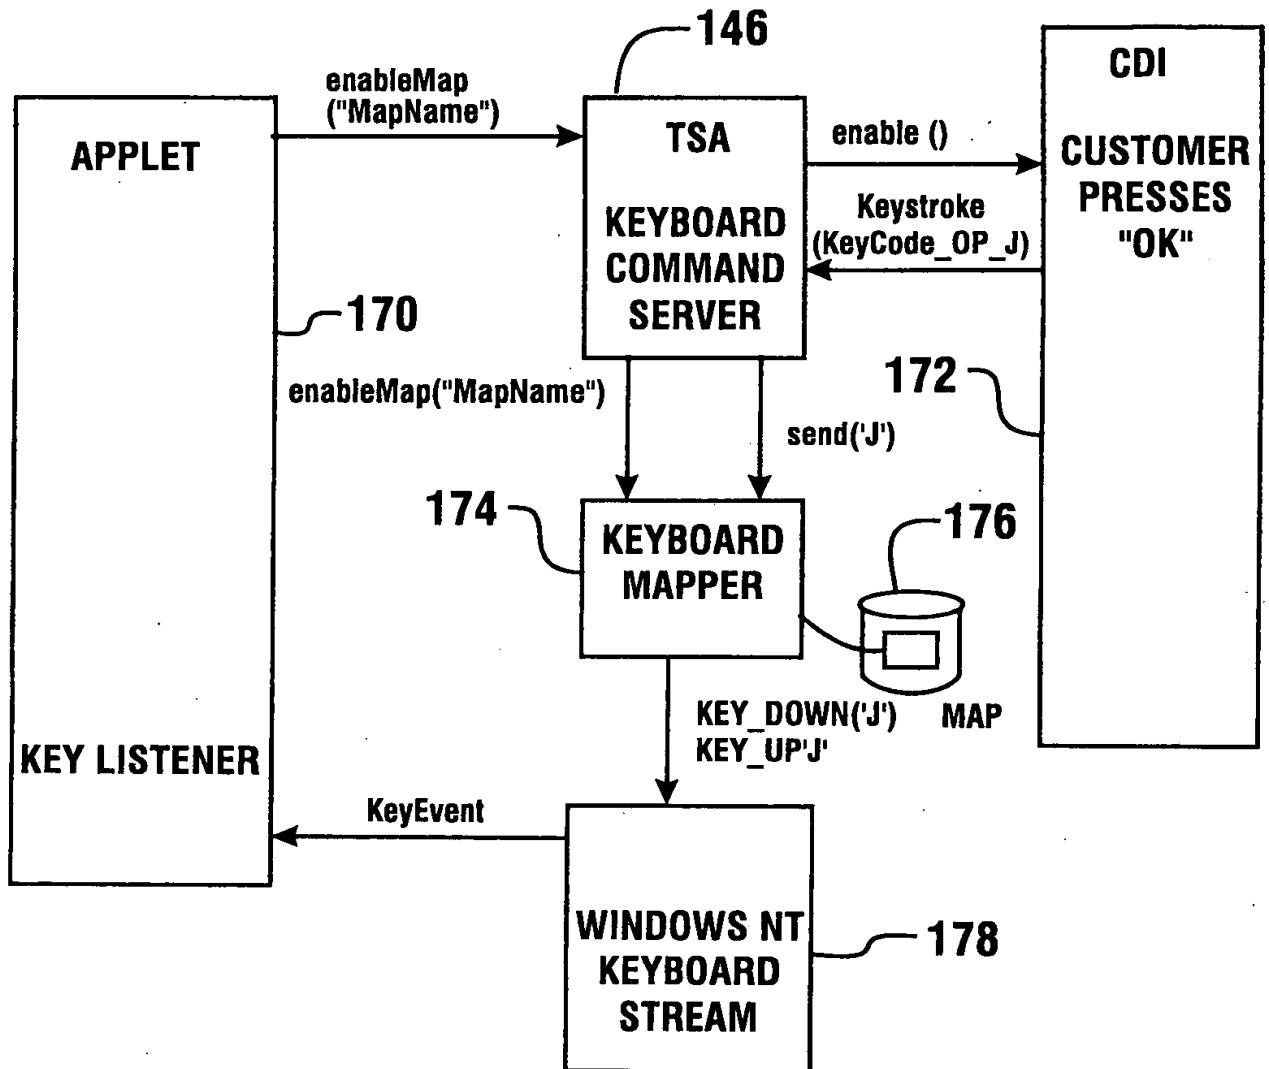 146
CDI
enableMap
("MapName")
APPLET
TSA
enable ()
CUSTOMER
PRESSES
"OK"
KEYBOARD
COMMAND
SERVER
Keystroke
(KeyCode_OP_J)
170
172
enableMap("MapName")
send('J')
174
176
KEYBOARD
MAPPER
KEY_DOWN('J')
KEY_UP'J'
MAP
KEY LISTENER
KeyEvent
WINDOWS NT
KEYBOARD
STREAM
178